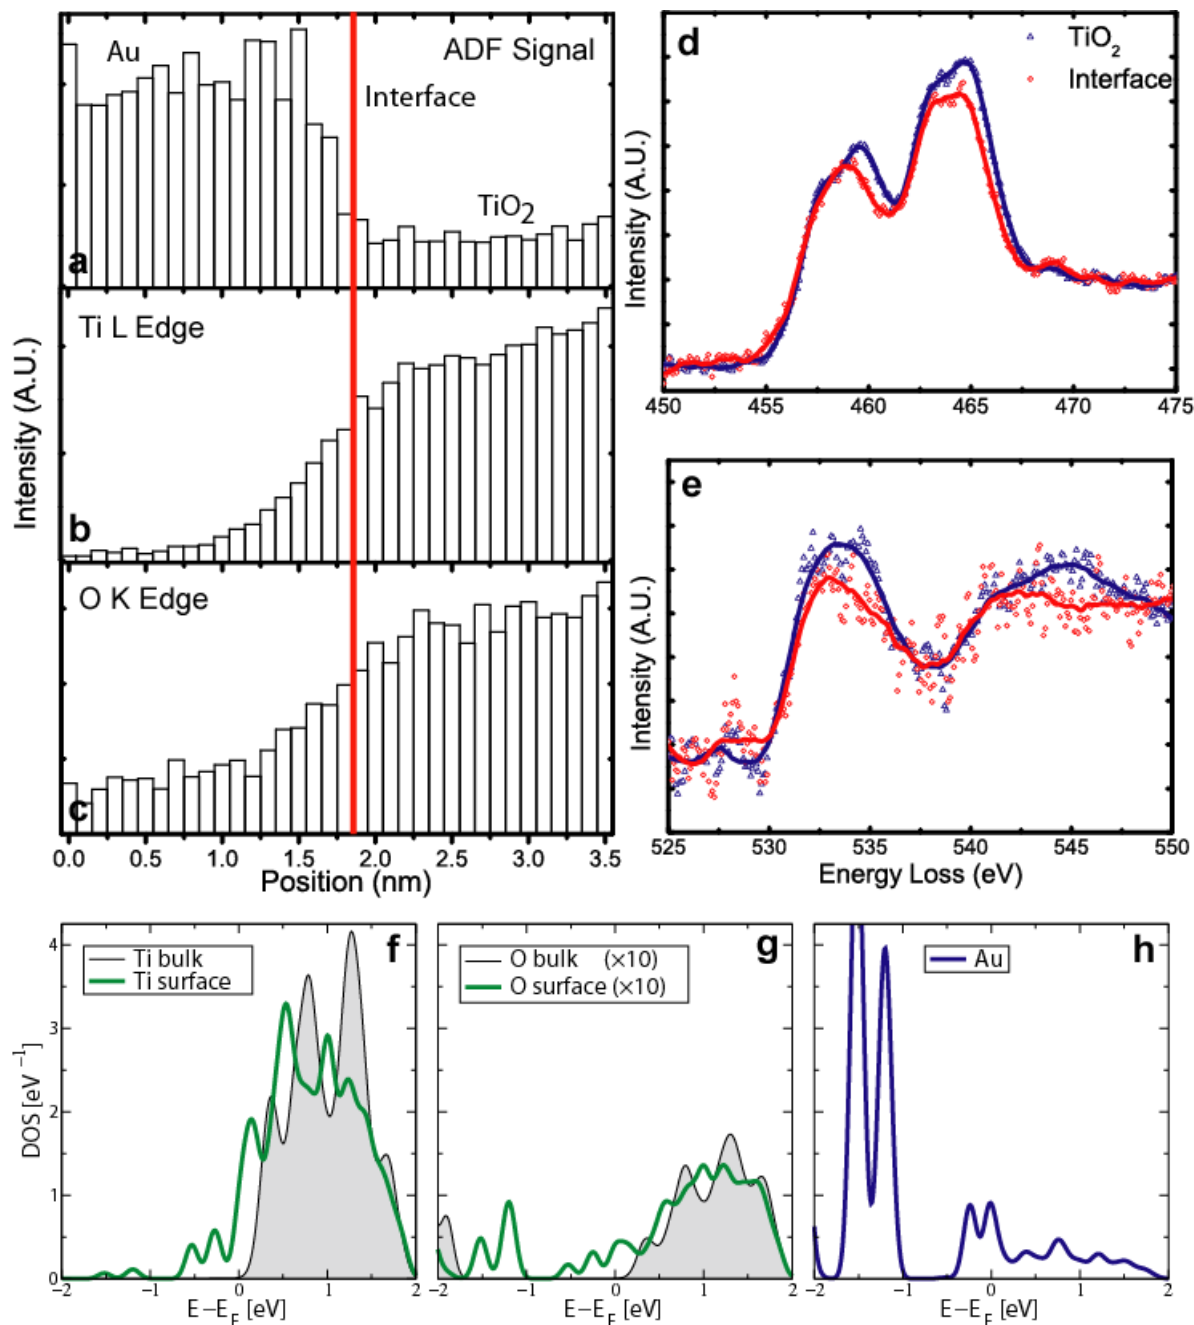 Au
ADF Signal
Interface
TiO2
a
Ti L Edge
b
O K Edge
c
Intensity (A.U.)
0.0 0.5 1.0 1.5 2.0 2.5 3.0 3.5
Position (nm)
d
TiO2
Interface
Intensity (A.U.)
450 455 460 465 470 475
e
Intensity (A.U.)
525 530 535 540 545 550
Energy Loss (eV)
f
Ti bulk
Ti surface
DOS [eV⁻¹]
4
3
2
1
0
−2 −1 0 1 2
E−EF [eV]
g
O bulk (×10)
O surface (×10)
−2 −1 0 1 2
E−EF [eV]
h
Au
−2 −1 0 1 2
E−EF [eV]